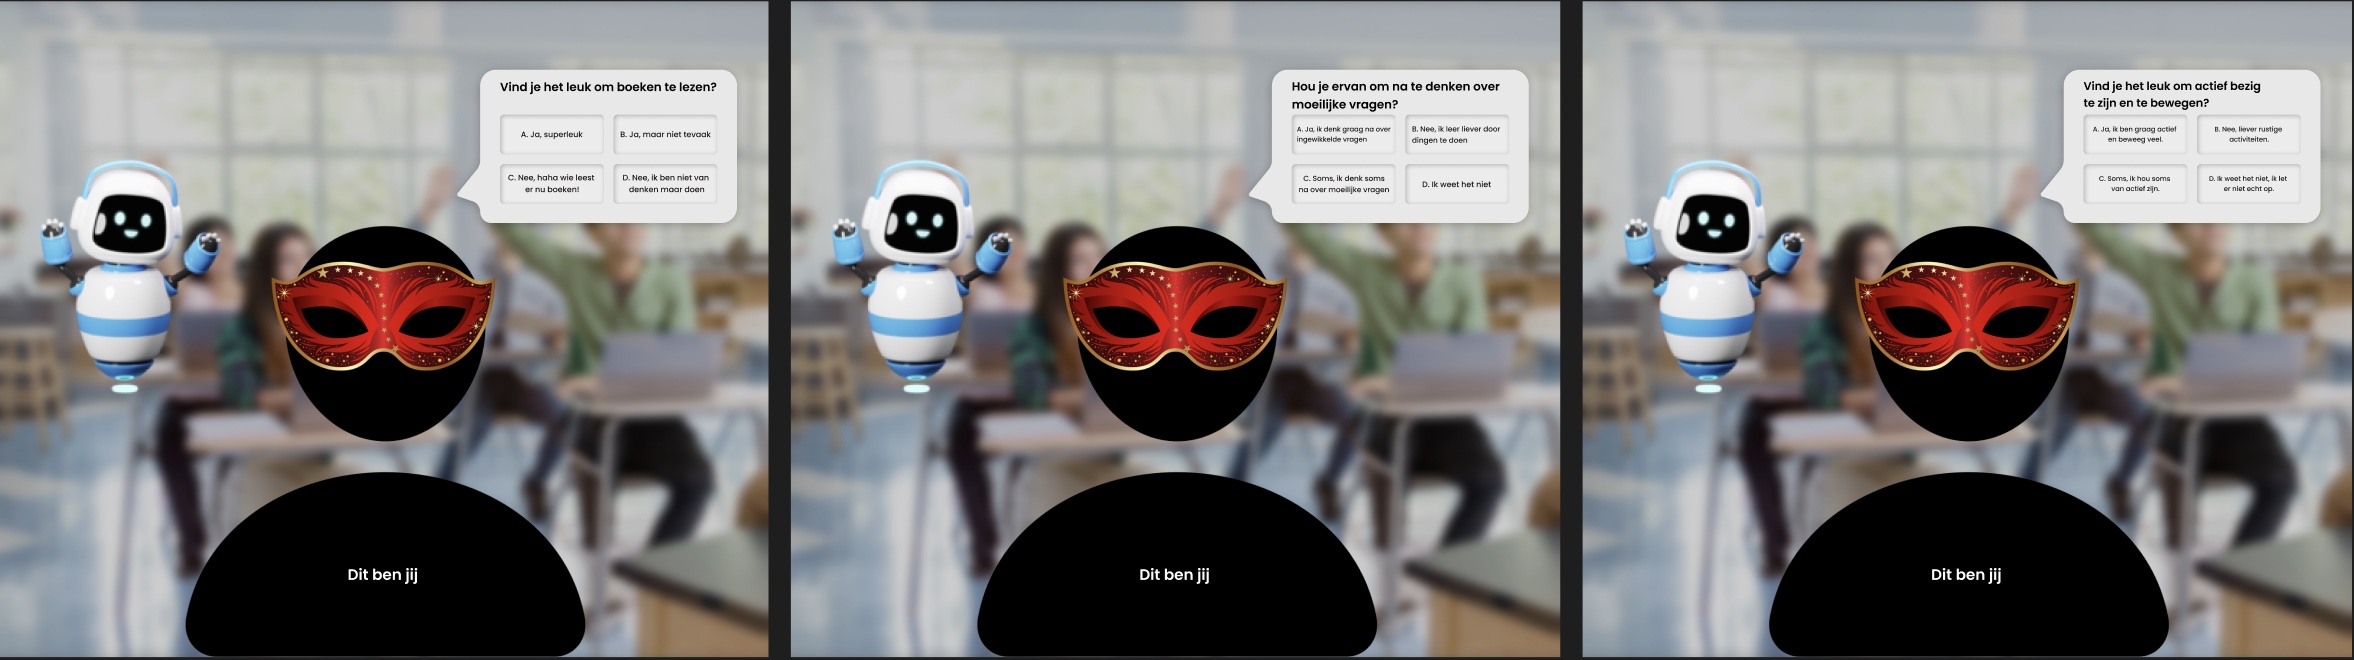 Vind je het leuk om boeken te lezen?
A. Ja, superleuk
B. Ja, maar niet tevaak
C. Nee, haha wie leest
er nu boeken!
D. Nee, ik ben niet van
denken maar doen
Dit ben jij
Hou je ervan om na te denken over
moeilijke vragen?
A. Ja, ik denk graag na over
ingewikkelde vragen
B. Nee, ik leer liever door
dingen te doen
C. Soms, ik denk soms
na over moeilijke vragen
D. Ik weet het niet
Dit ben jij
Vind je het leuk om actief bezig
te zijn en te bewegen?
A. Ja, ik ben graag actief
en beweeg veel.
B. Nee, liever rustige
activiteiten.
C. Soms, ik hou soms
van actief zijn.
D. Ik weet het niet, ik let
er niet echt op.
Dit ben jij